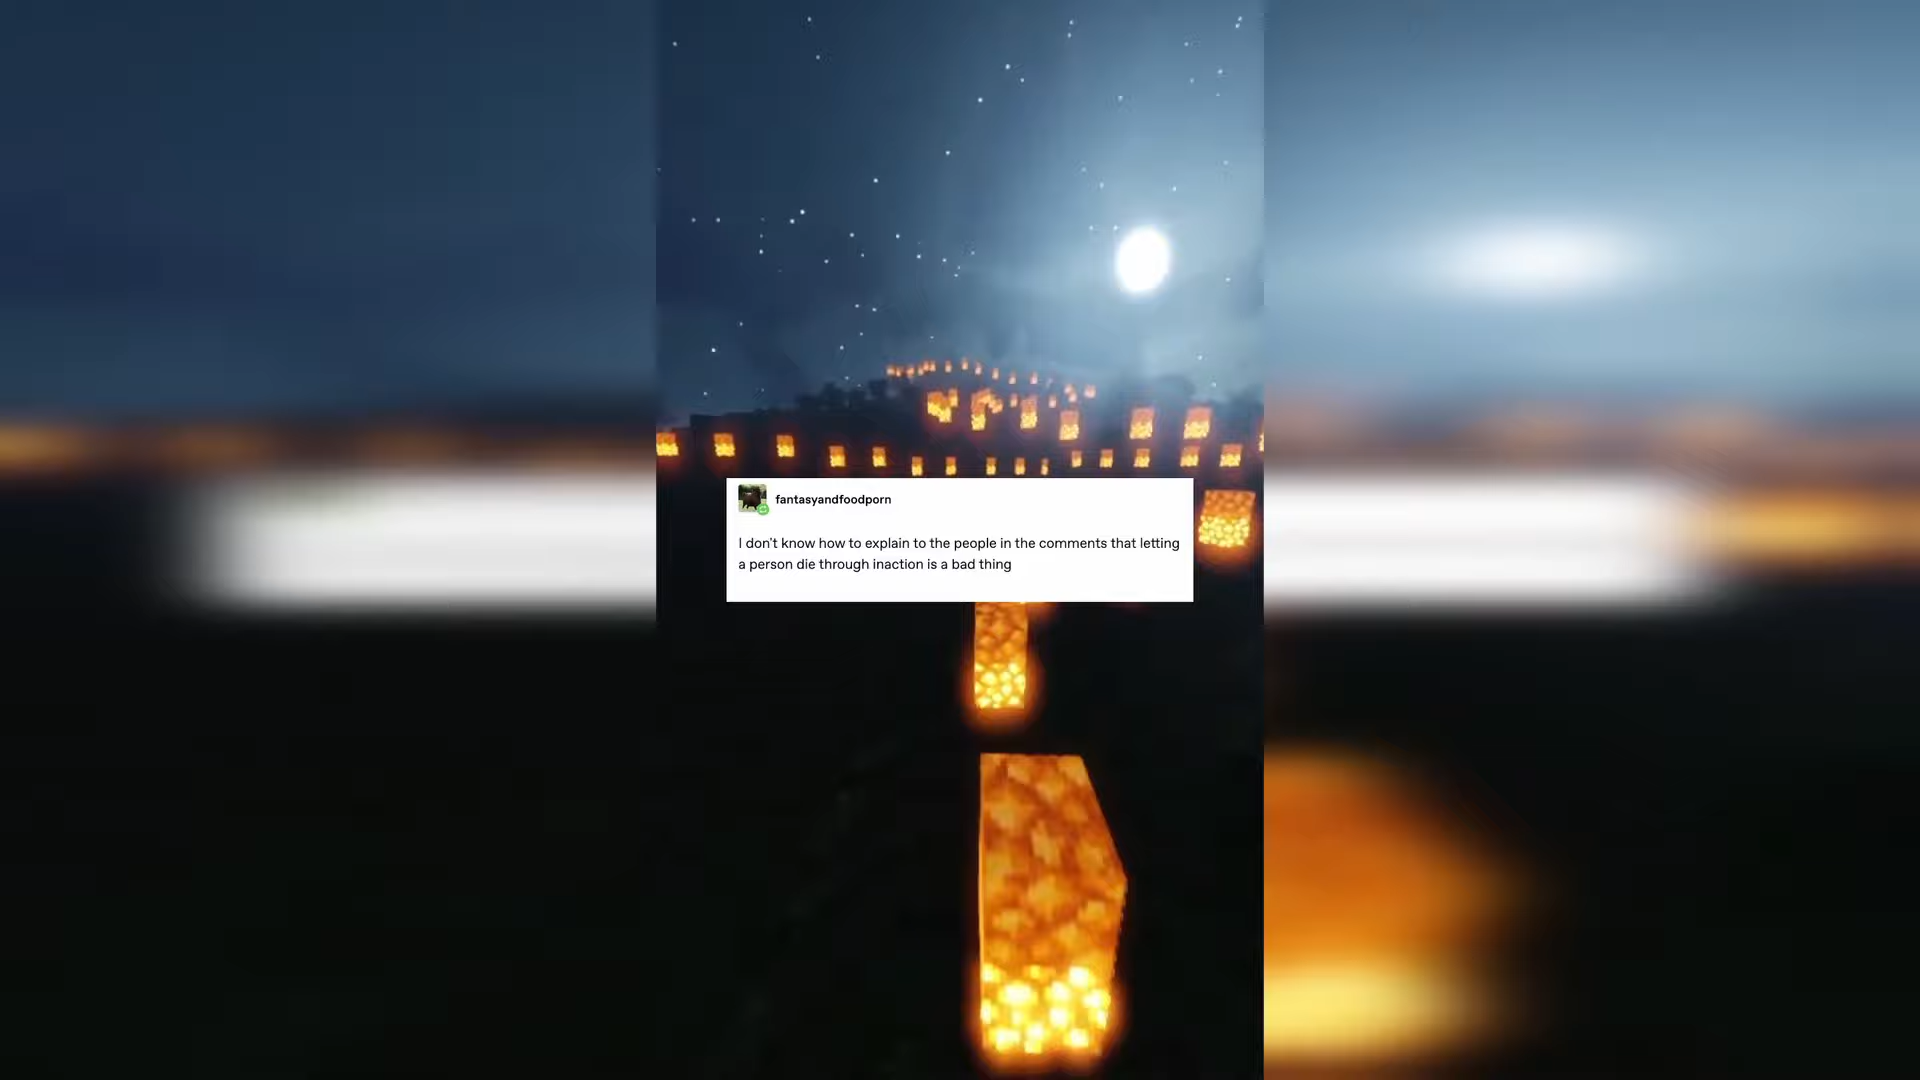 fantasyandfoodporn
I don't know how to explain to the people in the comments that letting
a person die through inaction is a bad thing